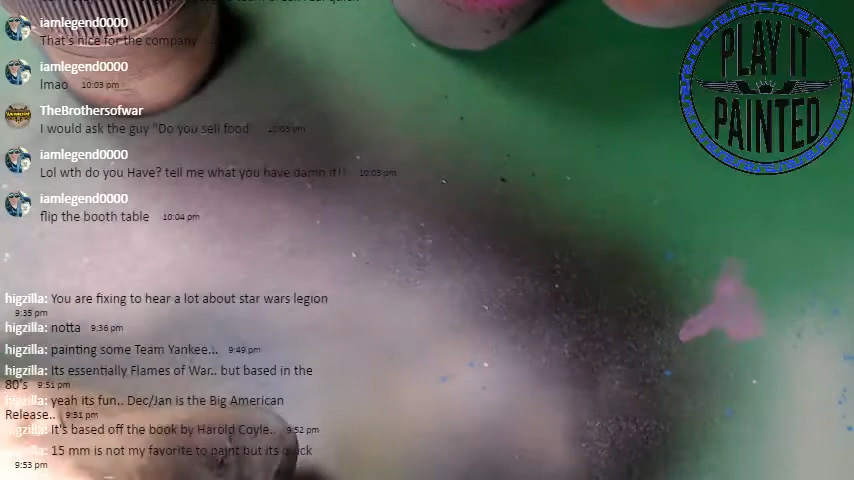 iamlegend0000
That's nice for the company
iamlegend0000
lmao 10:03 pm
TheBrothersofwar
I would ask the guy "Do you sell food" 10:03 pm
iamlegend0000
Lol wth do you Have? tell me what you have damn it!! 10:03 pm
iamlegend0000
flip the booth table 10:04 pm
PLAY IT
PAINTED
higzilla: You are fixing to hear a lot about star wars legion
9:35 pm
higzilla: notta 9:36 pm
higzilla: painting some Team Yankee... 9:49 pm
higzilla: Its essentially Flames of War.. but based in the
80's 9:51 pm
higzilla: yeah its fun.. Dec/Jan is the Big American
Release.. 9:51 pm
higzilla: It's based off the book by Harold Coyle.. 9:52 pm
15 mm is not my favorite to paint but its quick
9:53 pm